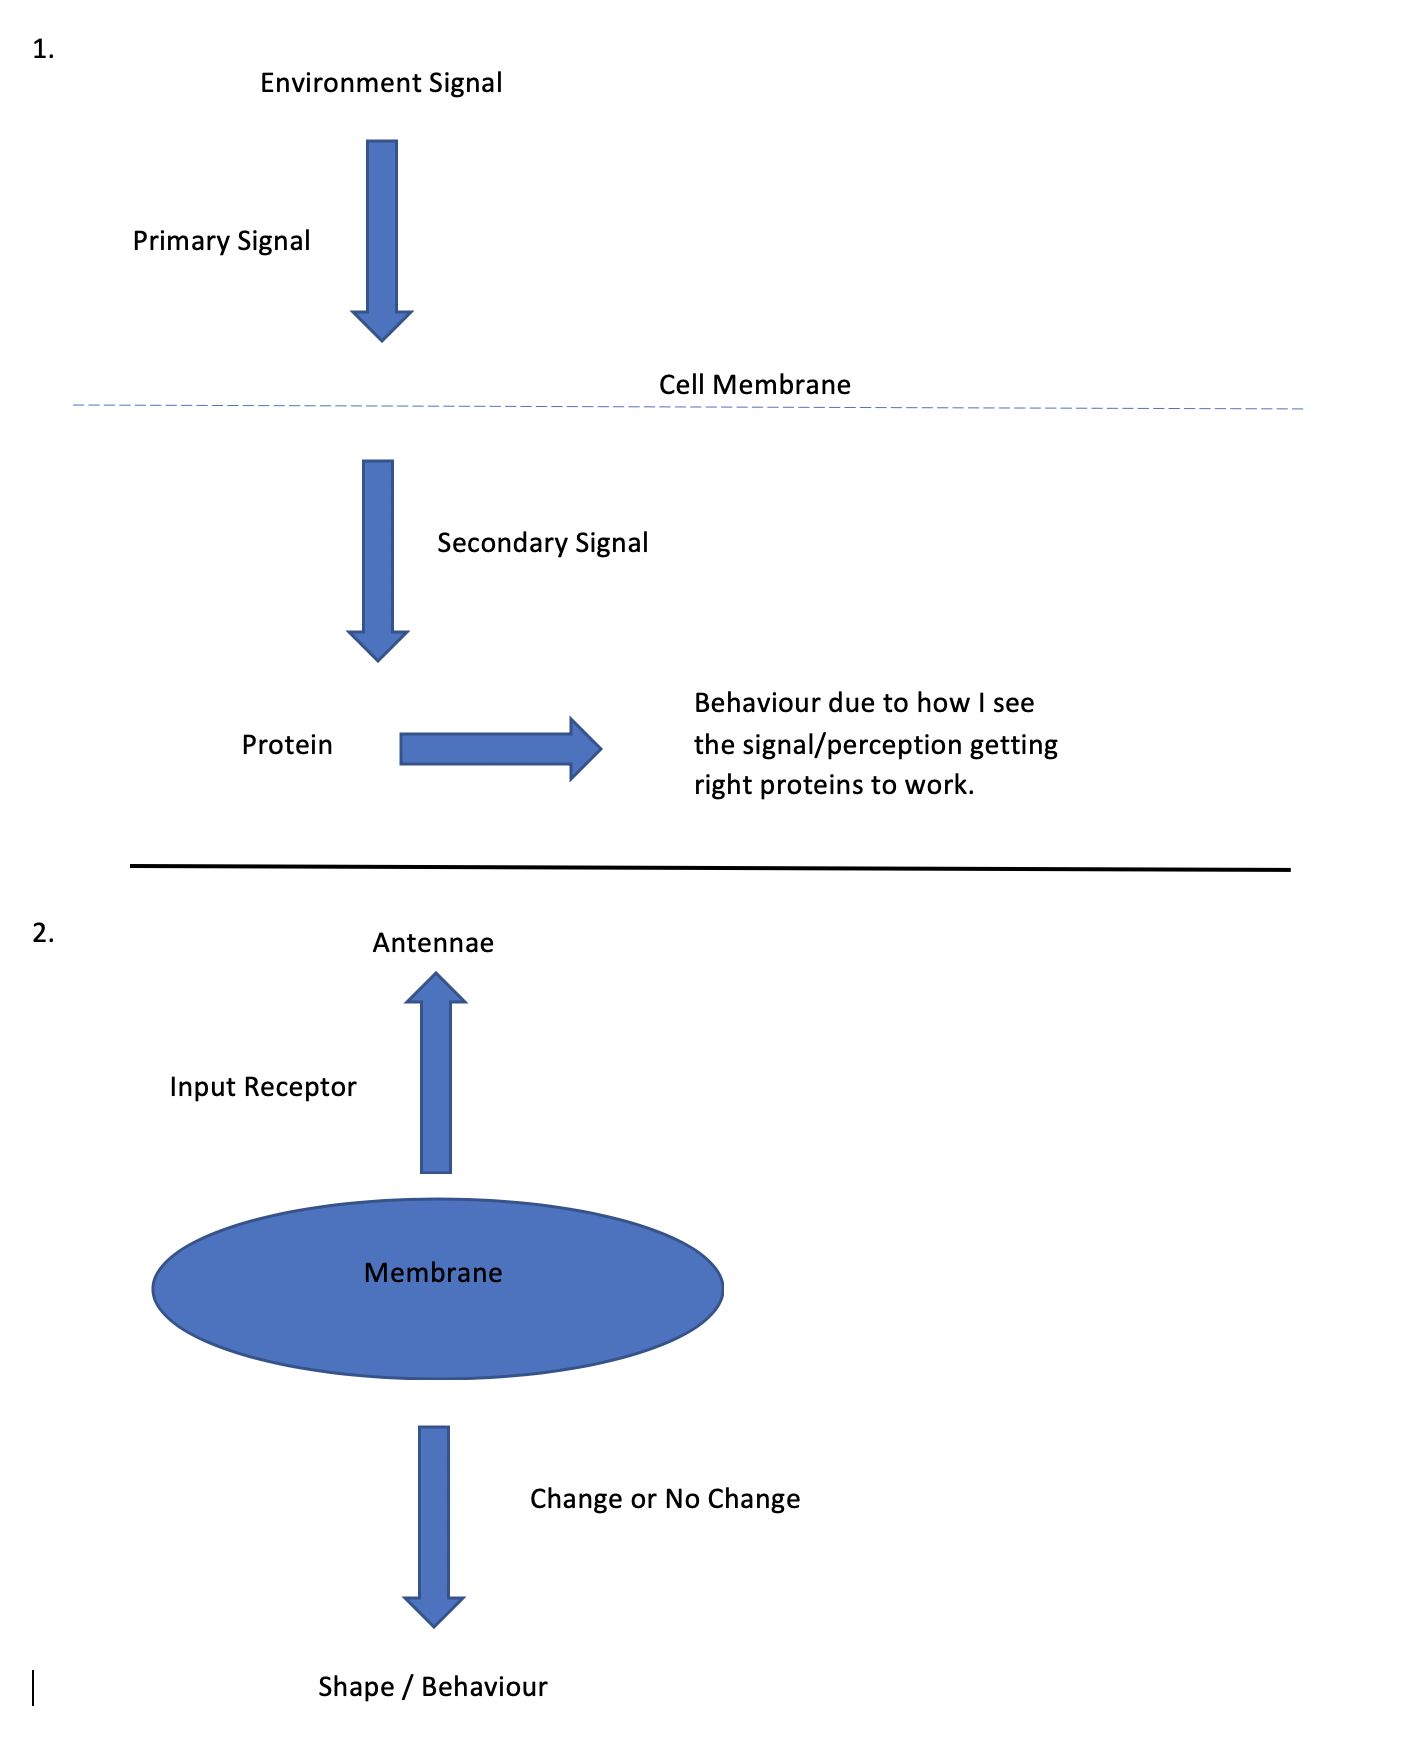 1.
Environment Signal
Primary Signal
Cell Membrane
Secondary Signal
Protein
Behaviour due to how I see
the signal/perception getting
right proteins to work.
2.
Antennae
Input Receptor
Membrane
Change or No Change
Shape / Behaviour